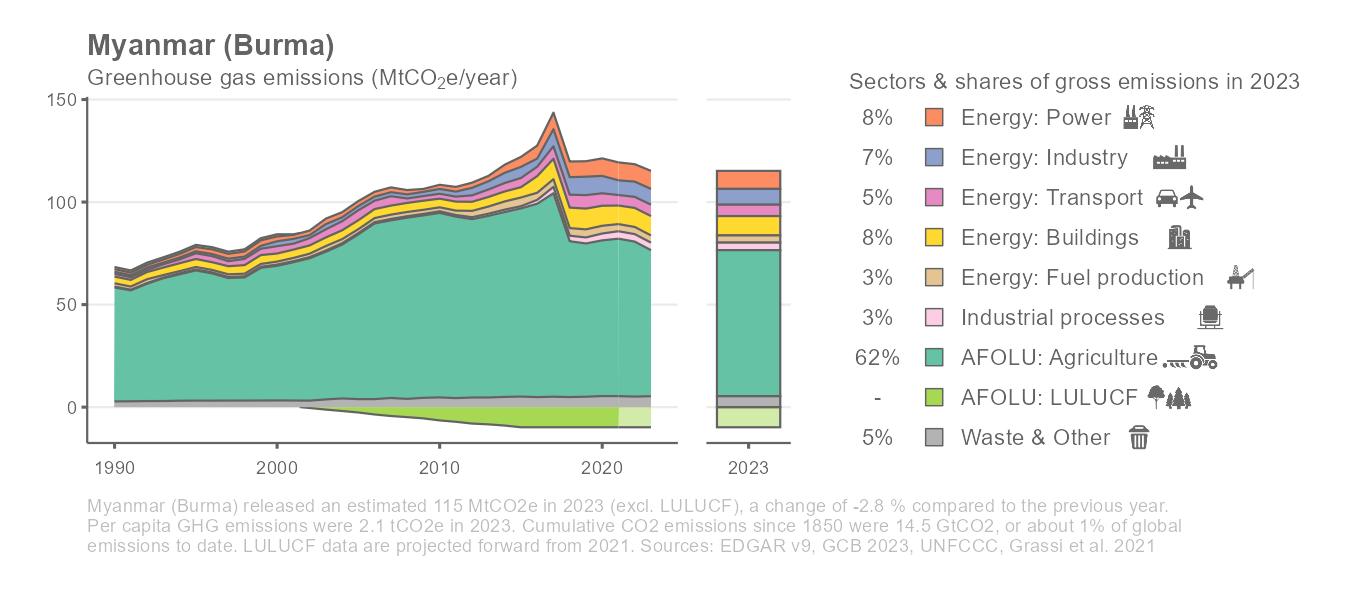 Myanmar (Burma)
Greenhouse gas emissions (MtCO₂e/year)
150
100
50
0
1990
2000
2010
2020
2023
Sectors & shares of gross emissions in 2023
8% Energy: Power
7% Energy: Industry
5% Energy: Transport
8% Energy: Buildings
3% Energy: Fuel production
3% Industrial processes
62% AFOLU: Agriculture
- AFOLU: LULUCF
5% Waste & Other
Myanmar (Burma) released an estimated 115 MtCO2e in 2023 (excl. LULUCF), a change of -2.8 % compared to the previous year.
Per capita GHG emissions were 2.1 tCO2e in 2023. Cumulative CO2 emissions since 1850 were 14.5 GtCO2, or about 1% of global
emissions to date. LULUCF data are projected forward from 2021. Sources: EDGAR v9, GCB 2023, UNFCCC, Grassi et al. 2021